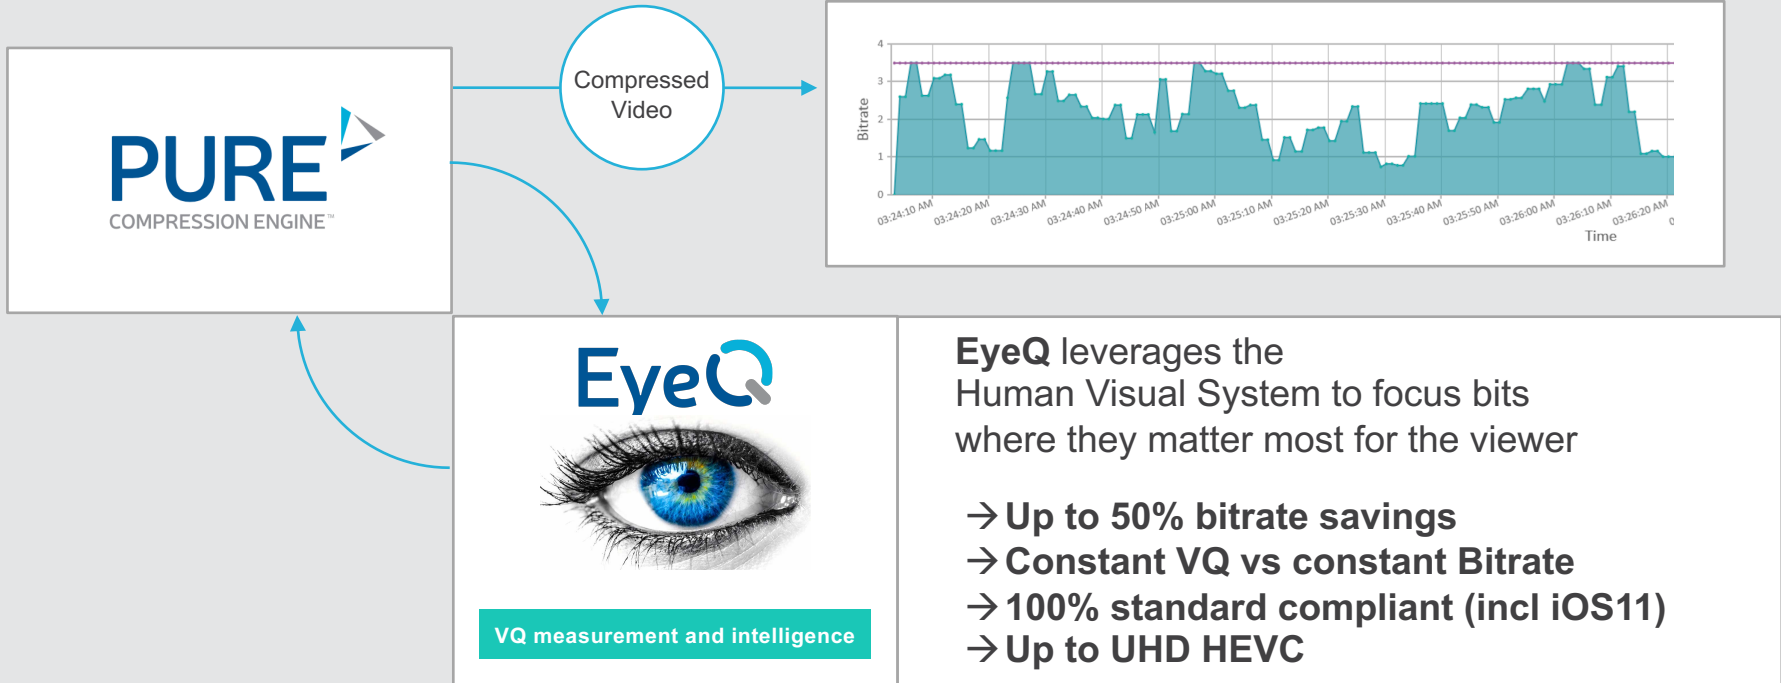 PURE
COMPRESSION ENGINE™
Compressed
Video
4
3
2
1
0
Bitrate
03:24:10 AM
03:24:20 AM
03:24:30 AM
03:24:40 AM
03:24:50 AM
03:25:00 AM
03:25:10 AM
03:25:20 AM
03:25:30 AM
03:25:40 AM
03:25:50 AM
03:26:00 AM
03:26:10 AM
03:26:20 AM
0
Time
EyeQ
VQ measurement and intelligence
EyeQ leverages the
Human Visual System to focus bits
where they matter most for the viewer
→ Up to 50% bitrate savings
→ Constant VQ vs constant Bitrate
→ 100% standard compliant (incl iOS11)
→ Up to UHD HEVC